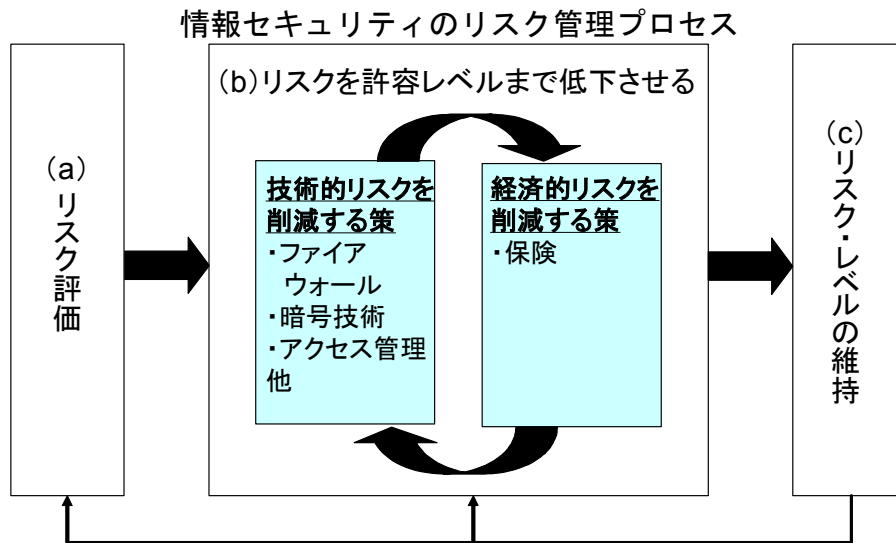 情報セキュリティのリスク管理プロセス
(a)リスク評価
(b)リスクを許容レベルまで低下させる
技術的リスクを
削減する策
・ファイア
ウォール
・暗号技術
・アクセス管理
他
経済的リスクを
削減する策
・保険
(c)リスク・レベルの維持